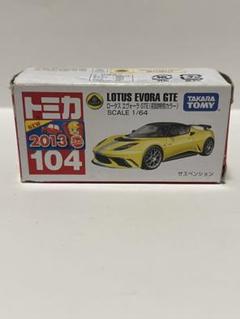 トミカ
NEW
2013
104
LOTUS EVORA GTE
ロータス エヴォーラ GTE(初回特別カラー)
SCALE 1/64
TAKARA
TOMY
サスペンション